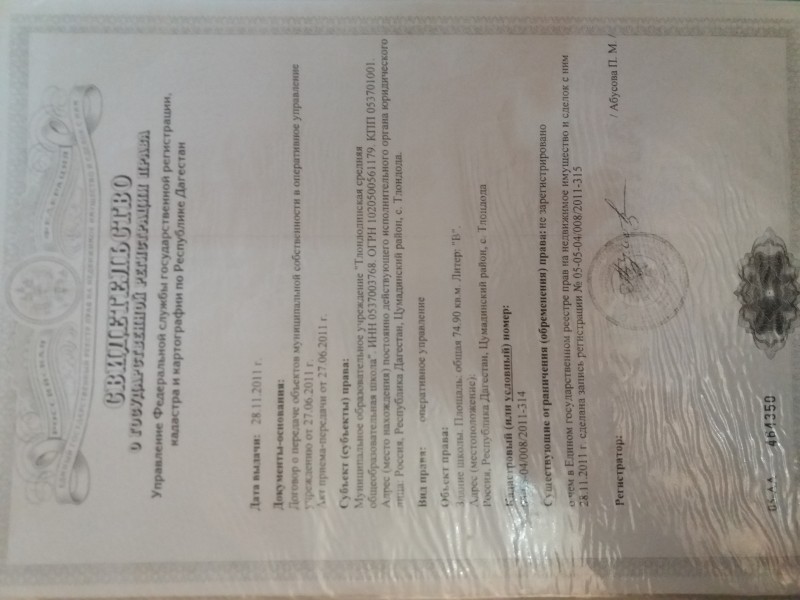 СВИДЕТЕЛЬСТВО
О ГОСУДАРСТВЕННОЙ РЕГИСТРАЦИИ ПРАВА
Управление Федеральной службы государственной регистрации,
кадастра и картографии по Республике Дагестан
Дата выдачи: 28.11.2011 г.
Документы-основания:
Договор о передаче объектов муниципальной собственности в оперативное управление
учреждению от 27.06.2011 г
Акт приема-передачи от 27.06.2011 г.
Субъект (субъекты) права:
Муниципальное образовательное учреждение "Тлондодинская средняя
общеобразовательная школа". ИНН 0537003768. ОГРН 1020500561179. КПП 053701001.
Адрес (место нахождения) постоянно действующего исполнительного органа юридического
лица: Россия, Республика Дагестан, Цумадинский район, с. Тлондода.
Вид права: оперативное управление
Объект права:
Здание школы. Площадь: общая 74.90 кв.м. Литер: "В".
Адрес (местоположение):
Россия, Республика Дагестан, Цумадинский район, с. Тлондода
Кадастровый (или условный) номер:
04/008/2011-314
Существующие ограничения (обременения) права: не зарегистрировано
о чем в Едином государственном реестре прав на недвижимое имущество и сделок с ним
28.11.2011 г. сделана запись регистрации № 05-05-04/008/2011-315
Регистратор: / Абусова П. М. /
05-АА 464350